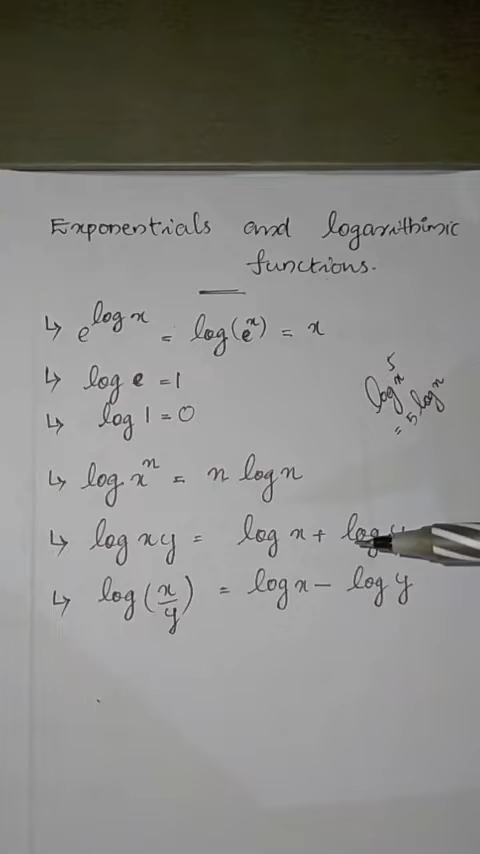 Exponentials and logarithimic
functions.
↳ e^{log x} = log(e^x) = x
↳ log e = 1
↳ log 1 = 0
log x^5
= 5 log x
↳ log x^n = n log x
↳ log xy = log x + log
↳ log(x/y) = log x − log y